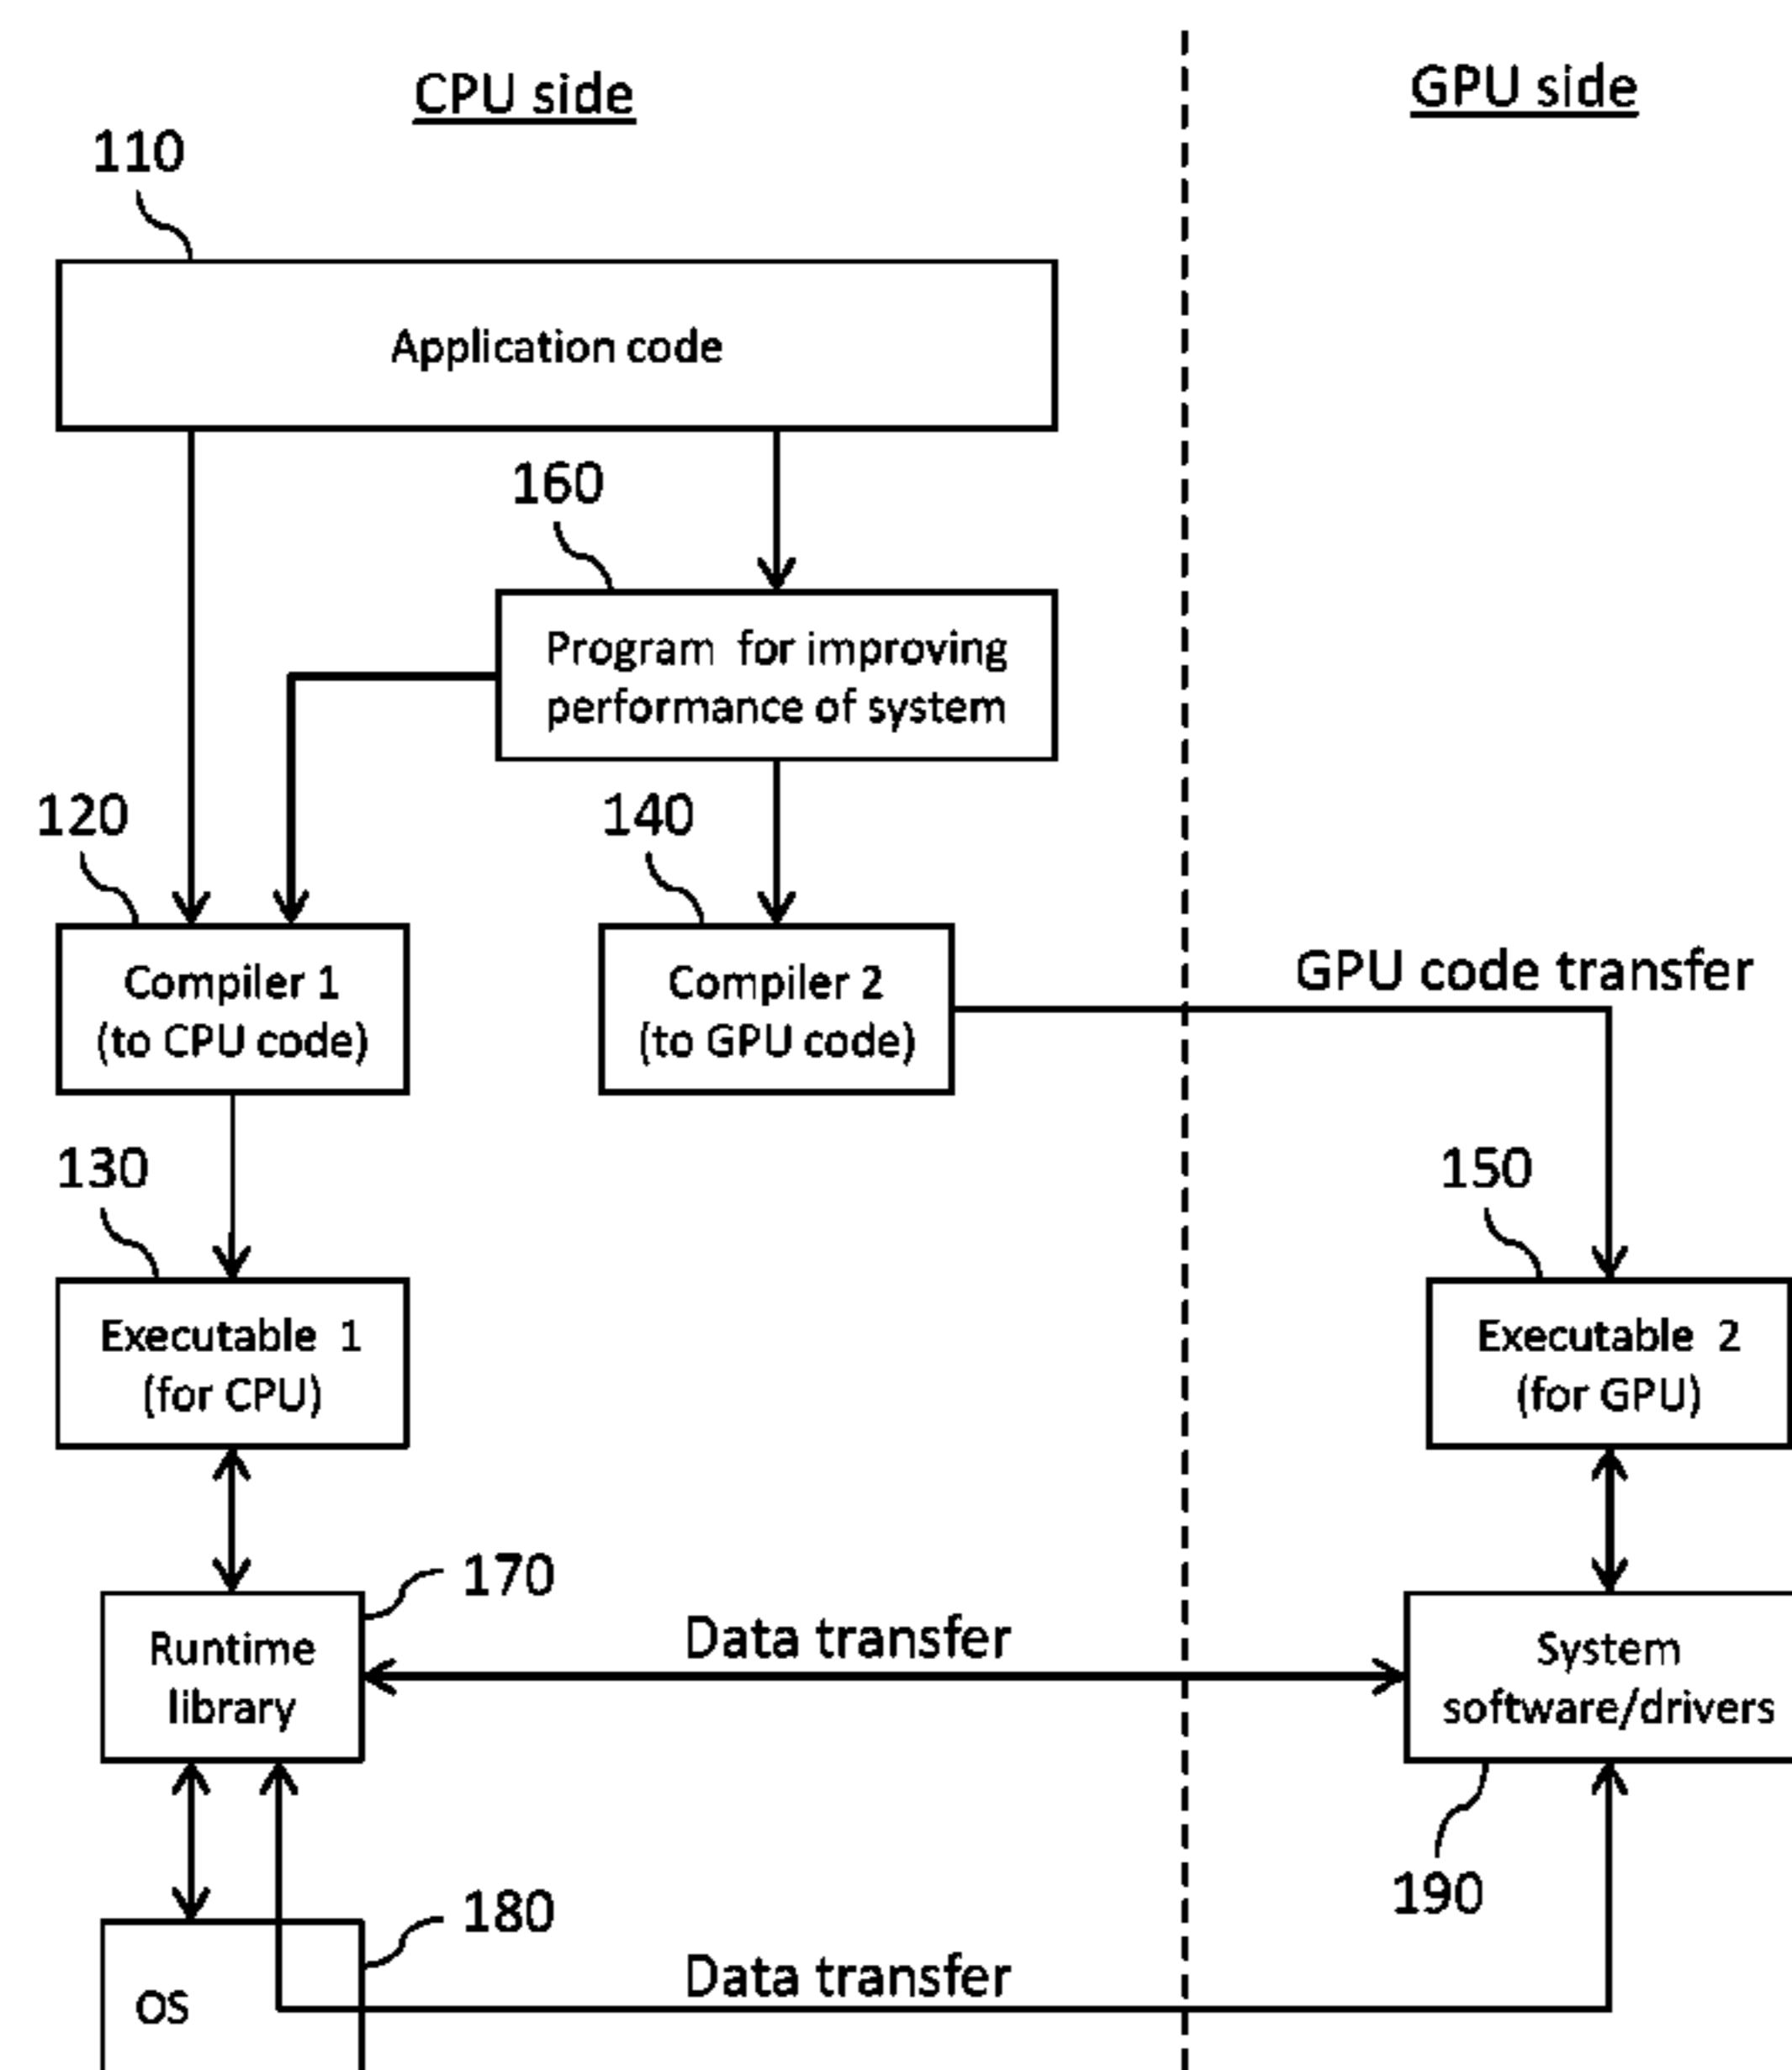 CPU side
GPU side
110
Application code
160
Program for improving
performance of system
120
140
Compiler 1
(to CPU code)
Compiler 2
(to GPU code)
GPU code transfer
130
150
Executable 1
(for CPU)
Executable 2
(for GPU)
170
Runtime
library
Data transfer
System
software/drivers
190
180
OS
Data transfer